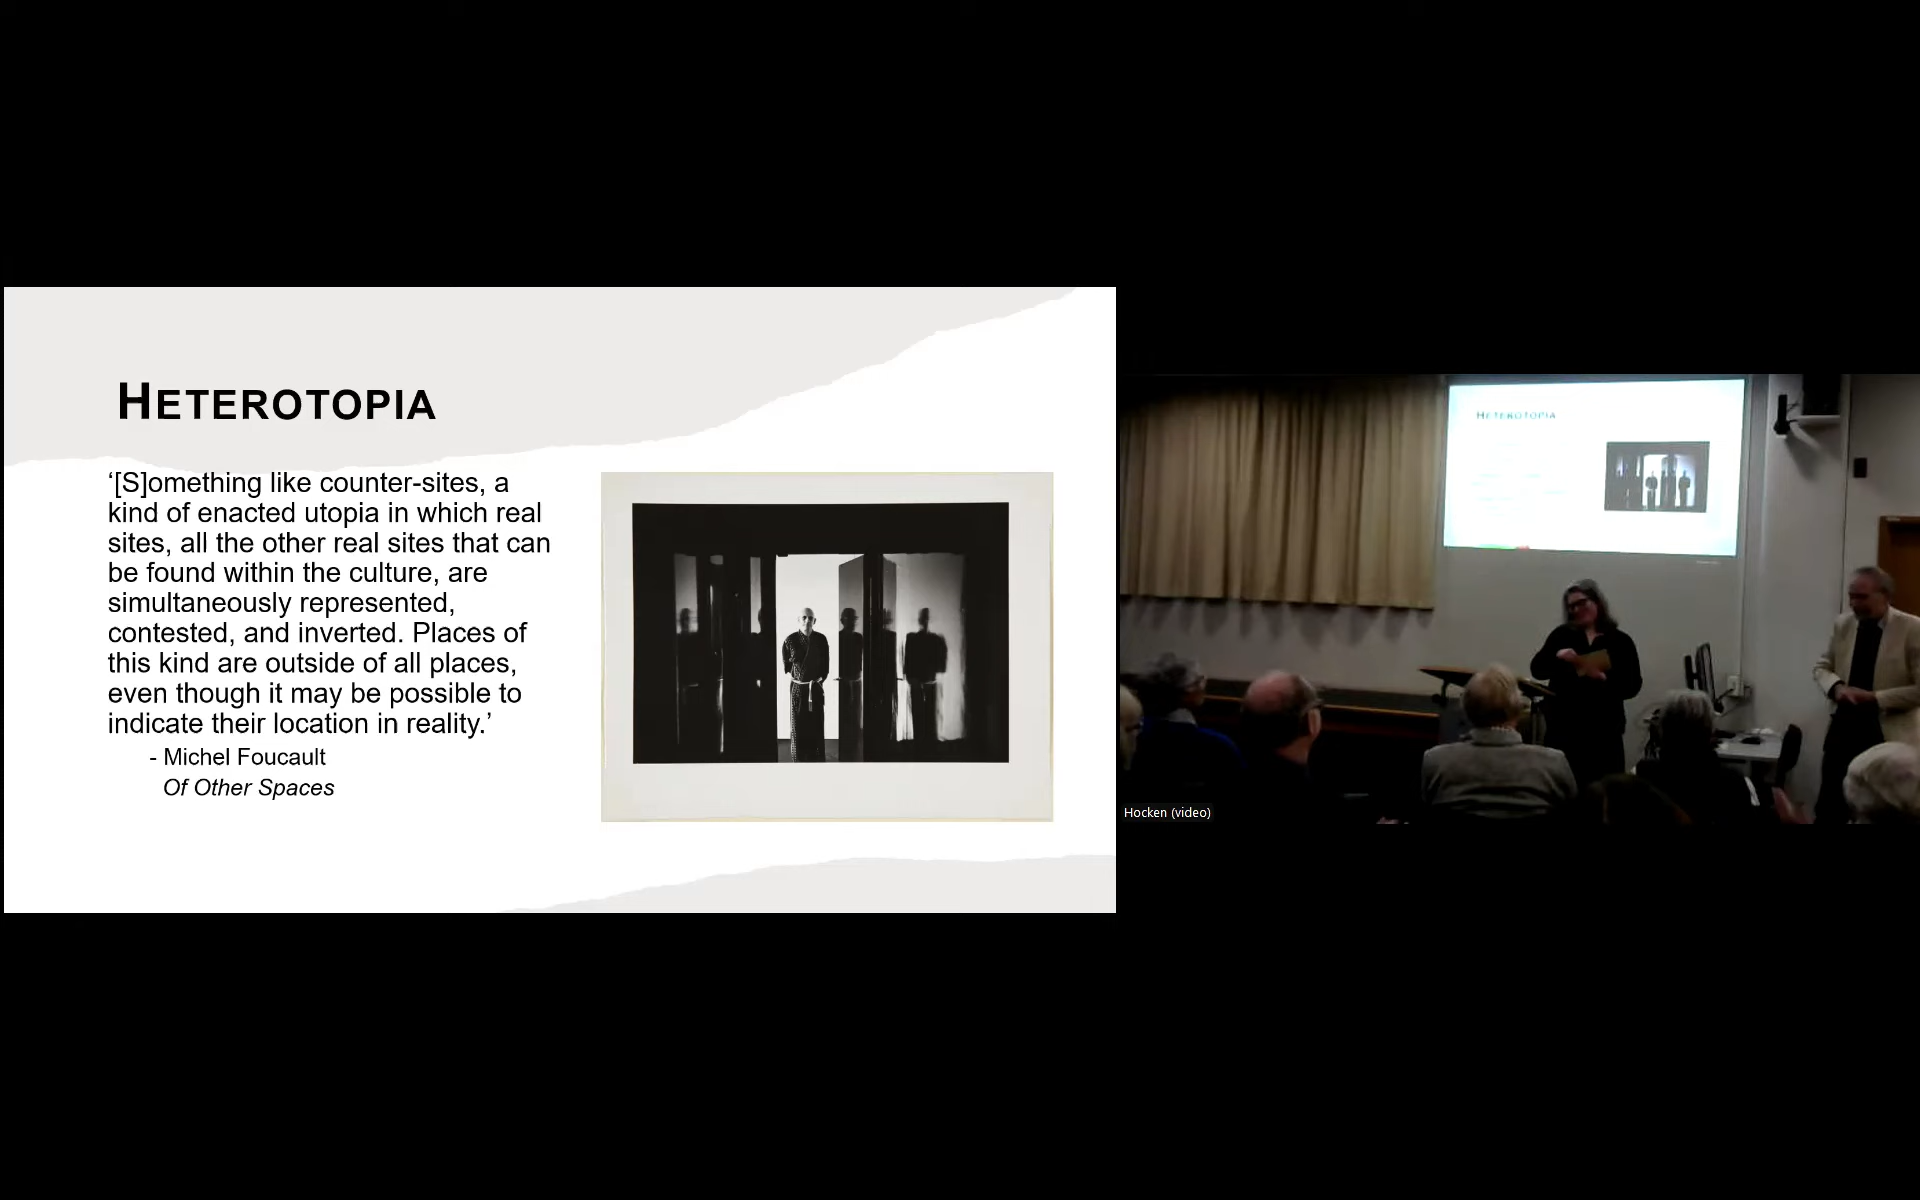 HETEROTOPIA
‘[S]omething like counter-sites, a
kind of enacted utopia in which real
sites, all the other real sites that can
be found within the culture, are
simultaneously represented,
contested, and inverted. Places of
this kind are outside of all places,
even though it may be possible to
indicate their location in reality.’
- Michel Foucault
Of Other Spaces
HETEROTOPIA
Hocken (video)